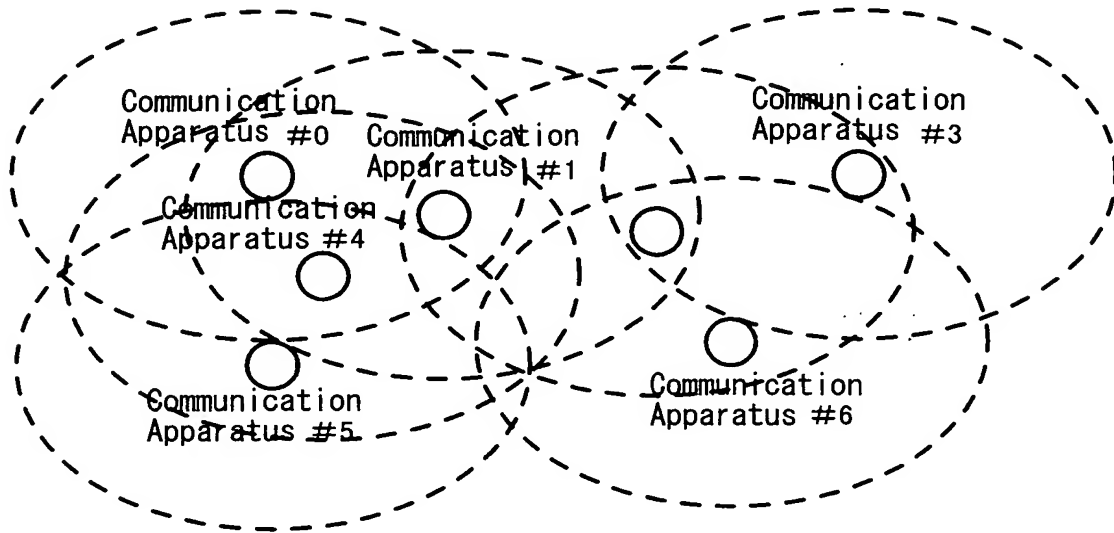 Communication
Apparatus #0
Communication
Apparatus #1
Communication
Apparatus #3
Communication
Apparatus #4
Communication
Apparatus #5
Communication
Apparatus #6